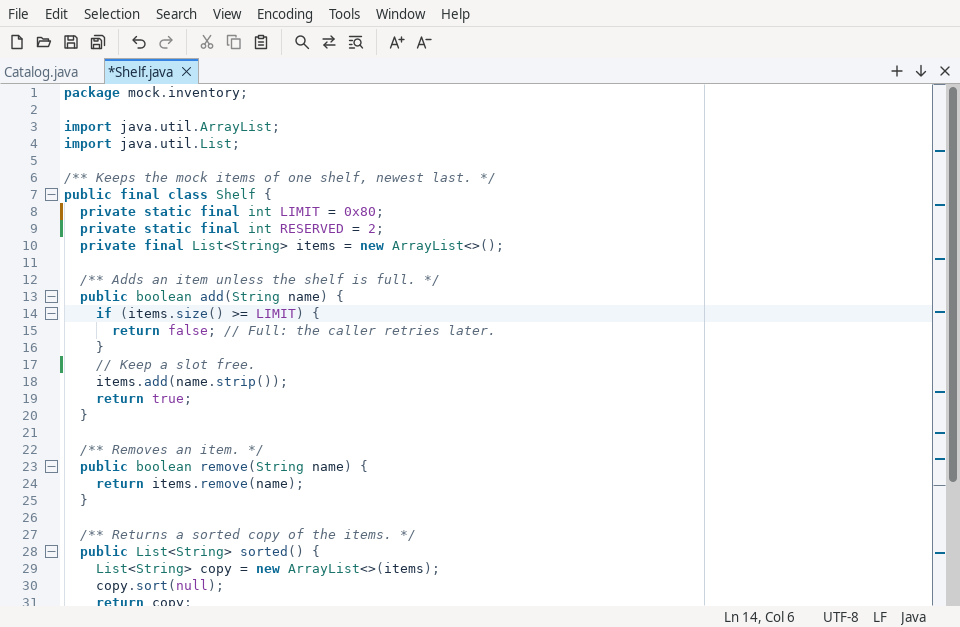 File Edit Selection Search View Encoding Tools Window Help
A+ A-
Catalog.java *Shelf.java
1 package mock.inventory;
2
3 import java.util.ArrayList;
4 import java.util.List;
5
6 /** Keeps the mock items of one shelf, newest last. */
7 public final class Shelf {
8   private static final int LIMIT = 0x80;
9   private static final int RESERVED = 2;
10   private final List<String> items = new ArrayList<>();
11
12   /** Adds an item unless the shelf is full. */
13   public boolean add(String name) {
14     if (items.size() >= LIMIT) {
15       return false; // Full: the caller retries later.
16     }
17     // Keep a slot free.
18     items.add(name.strip());
19     return true;
20   }
21
22   /** Removes an item. */
23   public boolean remove(String name) {
24     return items.remove(name);
25   }
26
27   /** Returns a sorted copy of the items. */
28   public List<String> sorted() {
29     List<String> copy = new ArrayList<>(items);
30     copy.sort(null);
31     return copy;
Ln 14, Col 6 UTF-8 LF Java